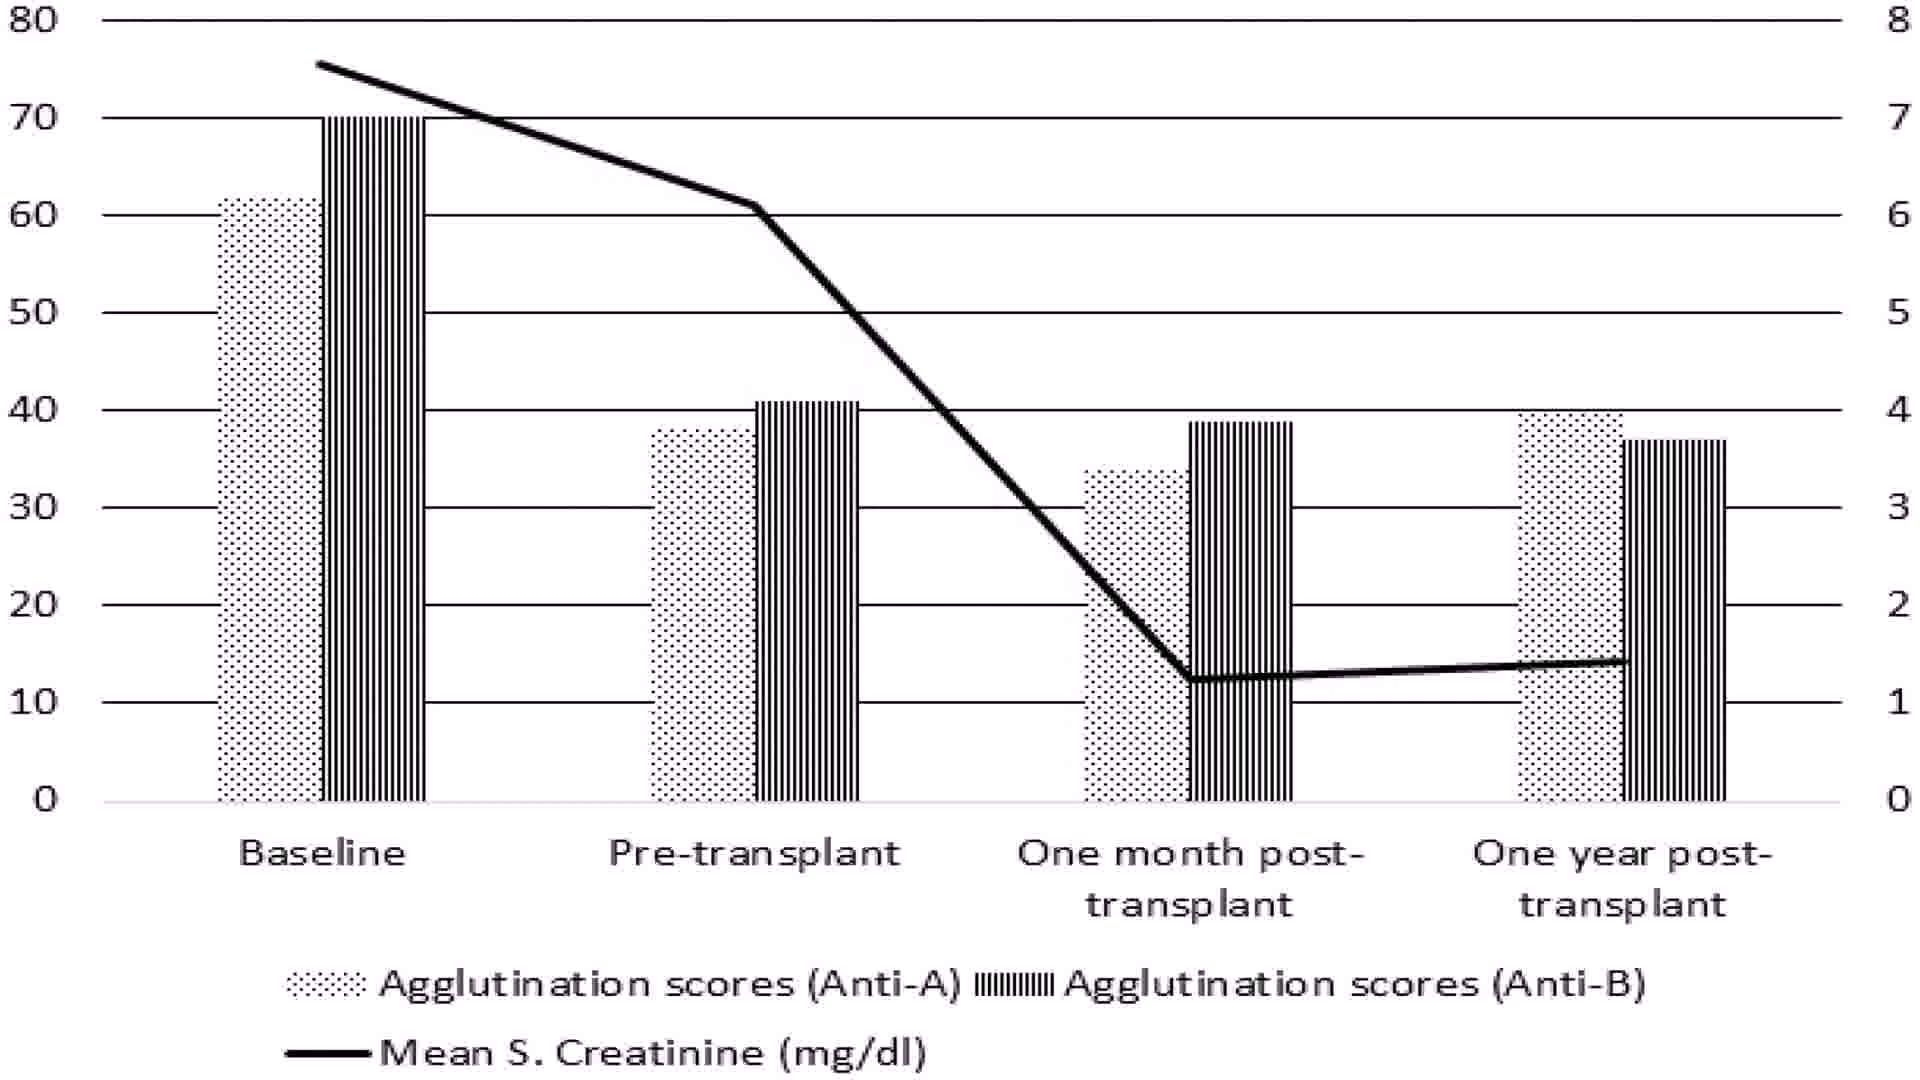 80
70
60
50
40
30
20
10
0
8
7
6
5
4
3
2
1
0
Baseline
Pre-transplant
One month post-
transplant
One year post-
transplant
Agglutination scores (Anti-A)
Agglutination scores (Anti-B)
Mean S. Creatinine (mg/dl)